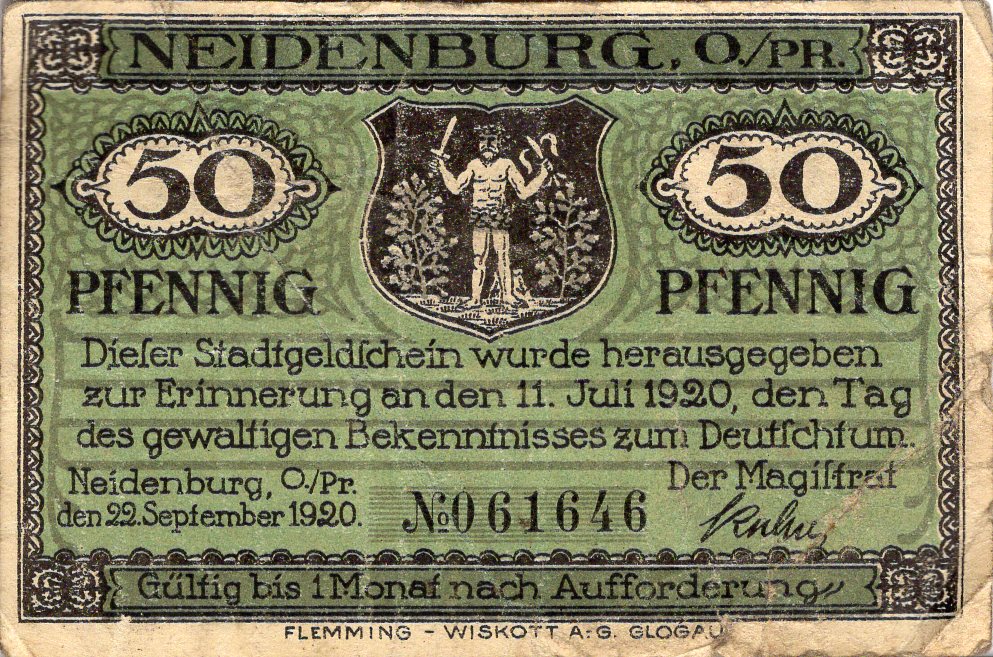 NEIDENBURG, O./PR.
50 50
PFENNIG PFENNIG
Dieſer Stadtgeldſchein wurde herausgegeben
zur Erinnerung an den 11. Juli 1920, den Tag
des gewaltigen Bekenntnisses zum Deutſchtum.
Neidenburg, O./Pr. Der Magiſtrat
den 22. September 1920. No 061646
Gültig bis 1 Monat nach Aufforderung
FLEMMING - WISKOTT A.-G. GLOGAU